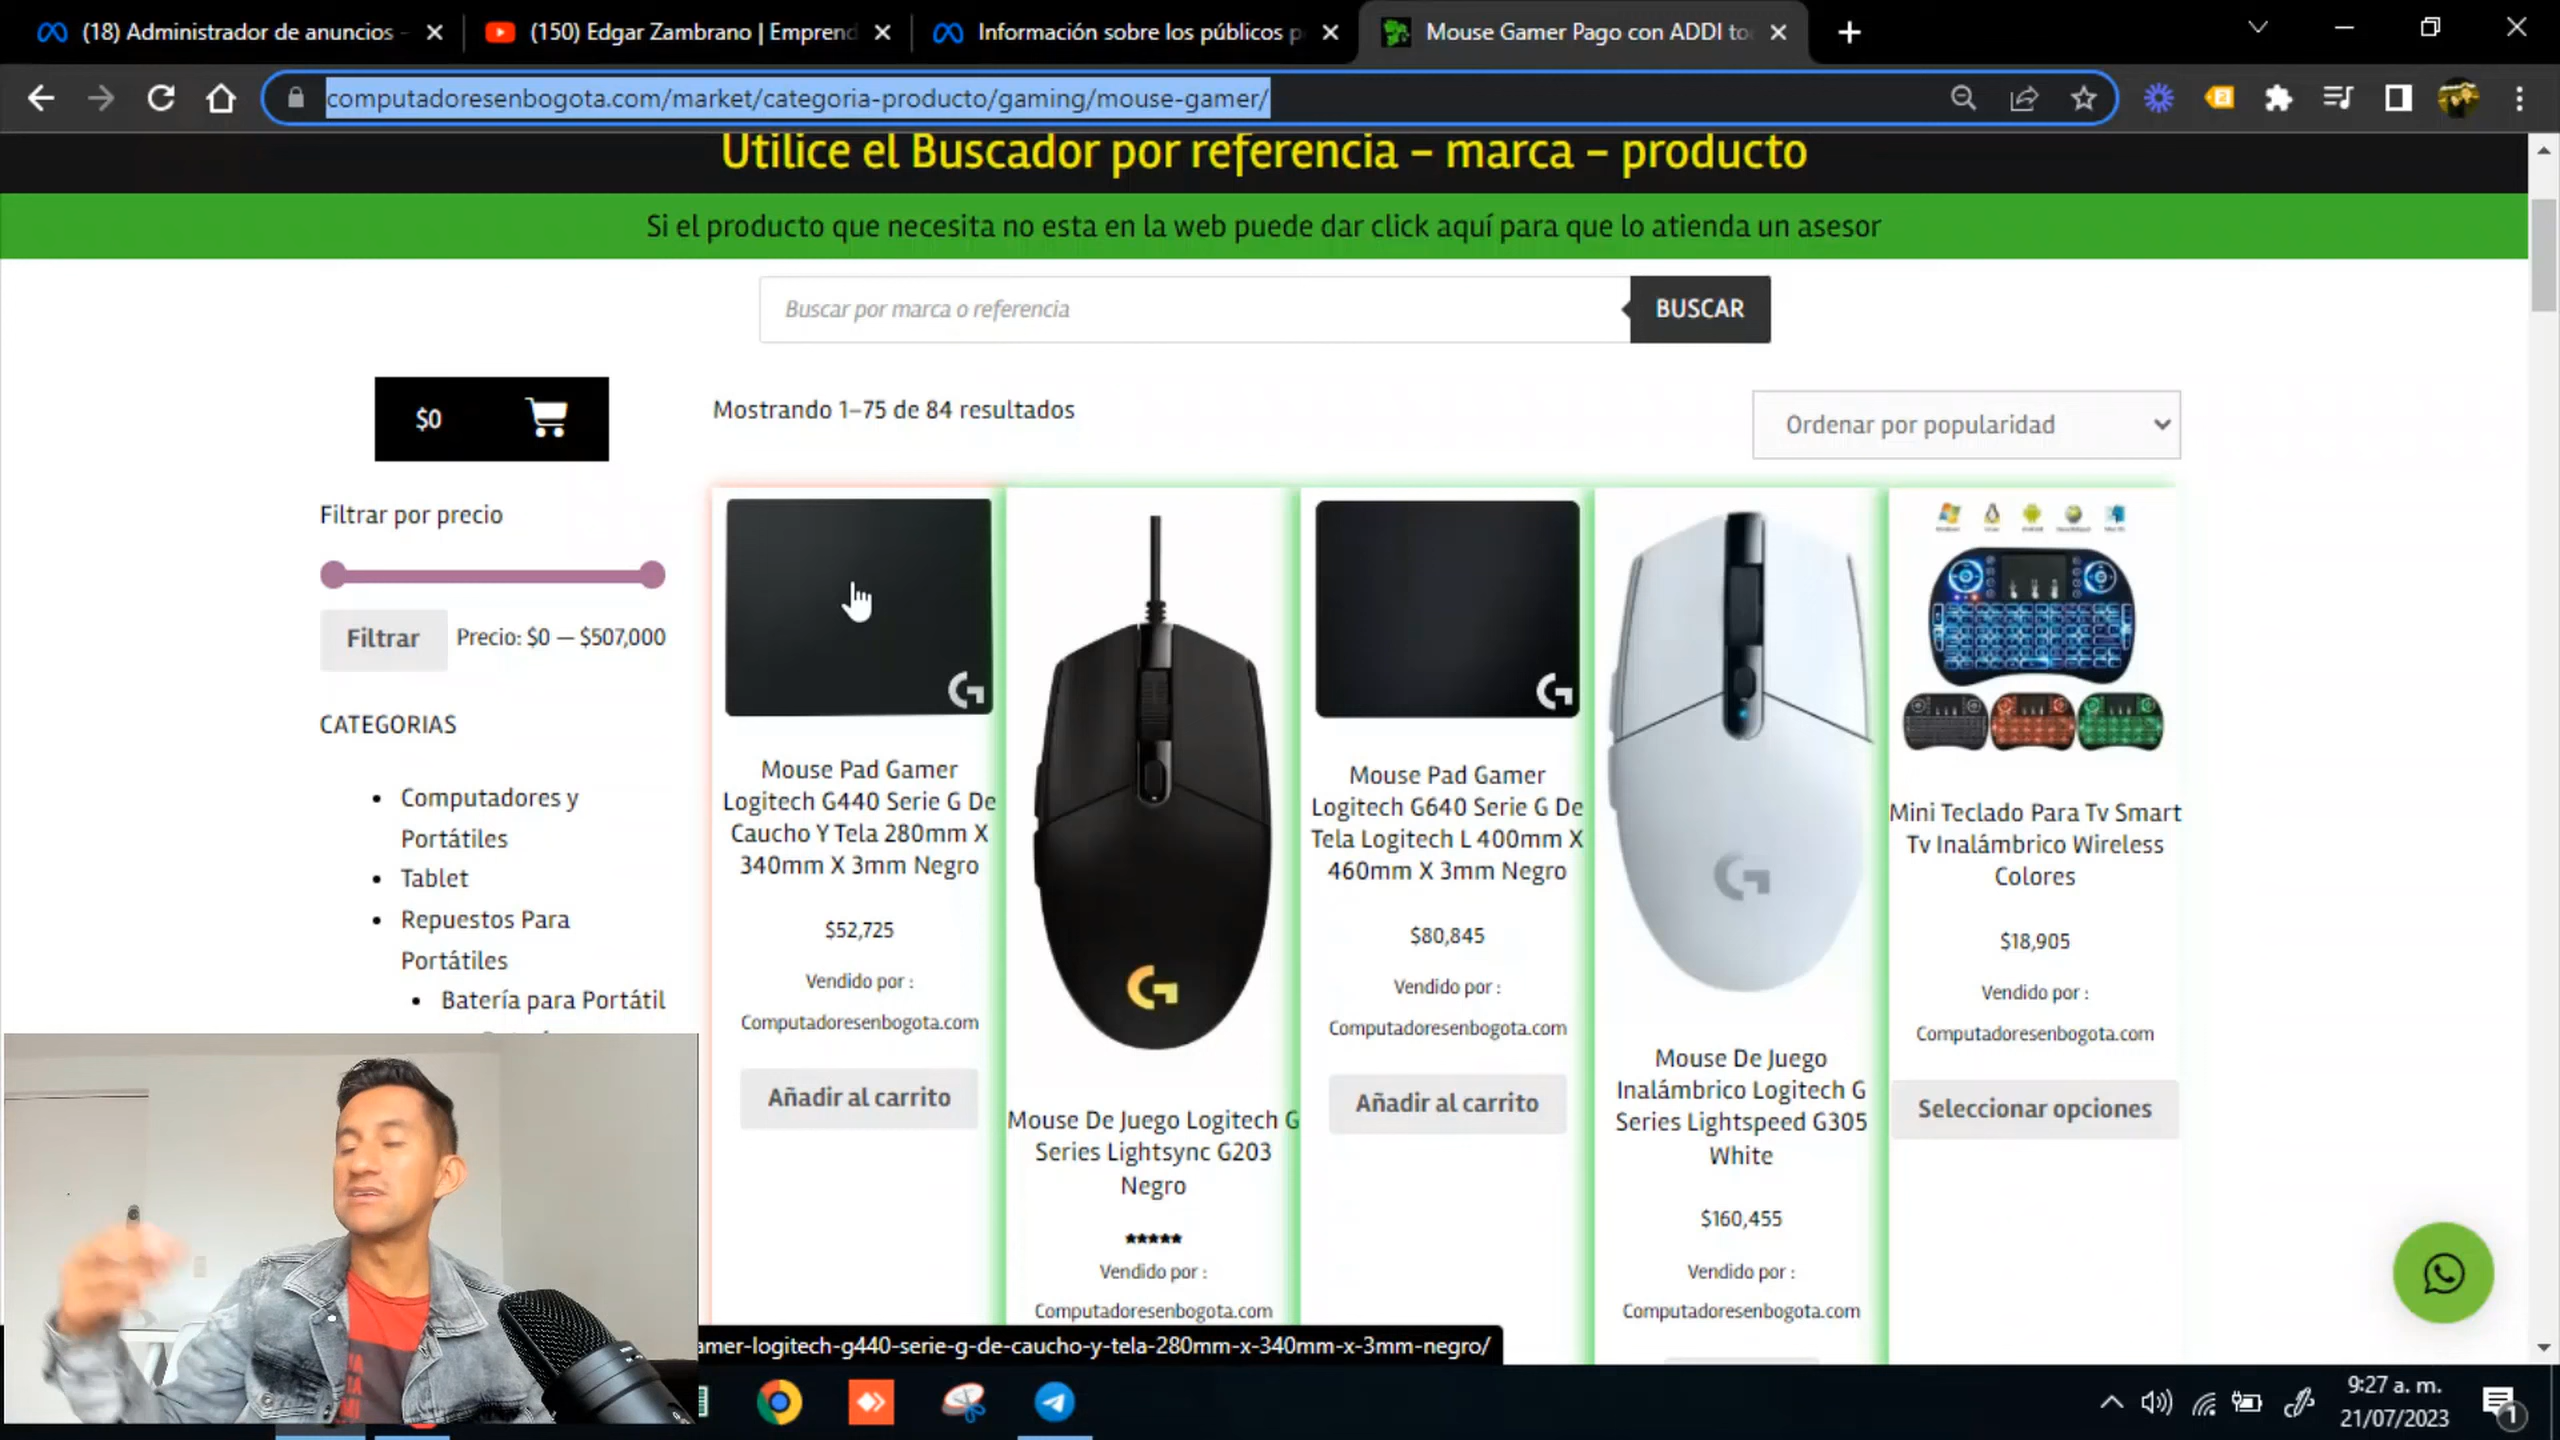 (18) Administrador de anuncios -
(150) Edgar Zambrano | Emprend
Información sobre los públicos p
Mouse Gamer Pago con ADDI to
computadoresenbogota.com/market/categoria-producto/gaming/mouse-gamer/
Utilice el Buscador por referencia – marca – producto
Si el producto que necesita no esta en la web puede dar click aquí para que lo atienda un asesor
Buscar por marca o referencia
BUSCAR
$0
Mostrando 1–75 de 84 resultados
Ordenar por popularidad
Filtrar por precio
Filtrar
Precio: $0 — $507,000
CATEGORIAS
Computadores y
Portátiles
Tablet
Repuestos Para
Portátiles
Batería para Portátil
Mouse Pad Gamer
Logitech G440 Serie G De
Caucho Y Tela 280mm X
340mm X 3mm Negro
$52,725
Vendido por :
Computadoresenbogota.com
Añadir al carrito
Mouse De Juego Logitech G
Series Lightsync G203
Negro
Vendido por :
Computadoresenbogota.com
Mouse Pad Gamer
Logitech G640 Serie G De
Tela Logitech L 400mm X
460mm X 3mm Negro
$80,845
Vendido por :
Computadoresenbogota.com
Añadir al carrito
Mouse De Juego
Inalámbrico Logitech G
Series Lightspeed G305
White
$160,455
Vendido por :
Computadoresenbogota.com
Mini Teclado Para Tv Smart
Tv Inalámbrico Wireless
Colores
$18,905
Vendido por :
Computadoresenbogota.com
Seleccionar opciones
amer-logitech-g440-serie-g-de-caucho-y-tela-280mm-x-340mm-x-3mm-negro/
9:27 a. m.
21/07/2023
1